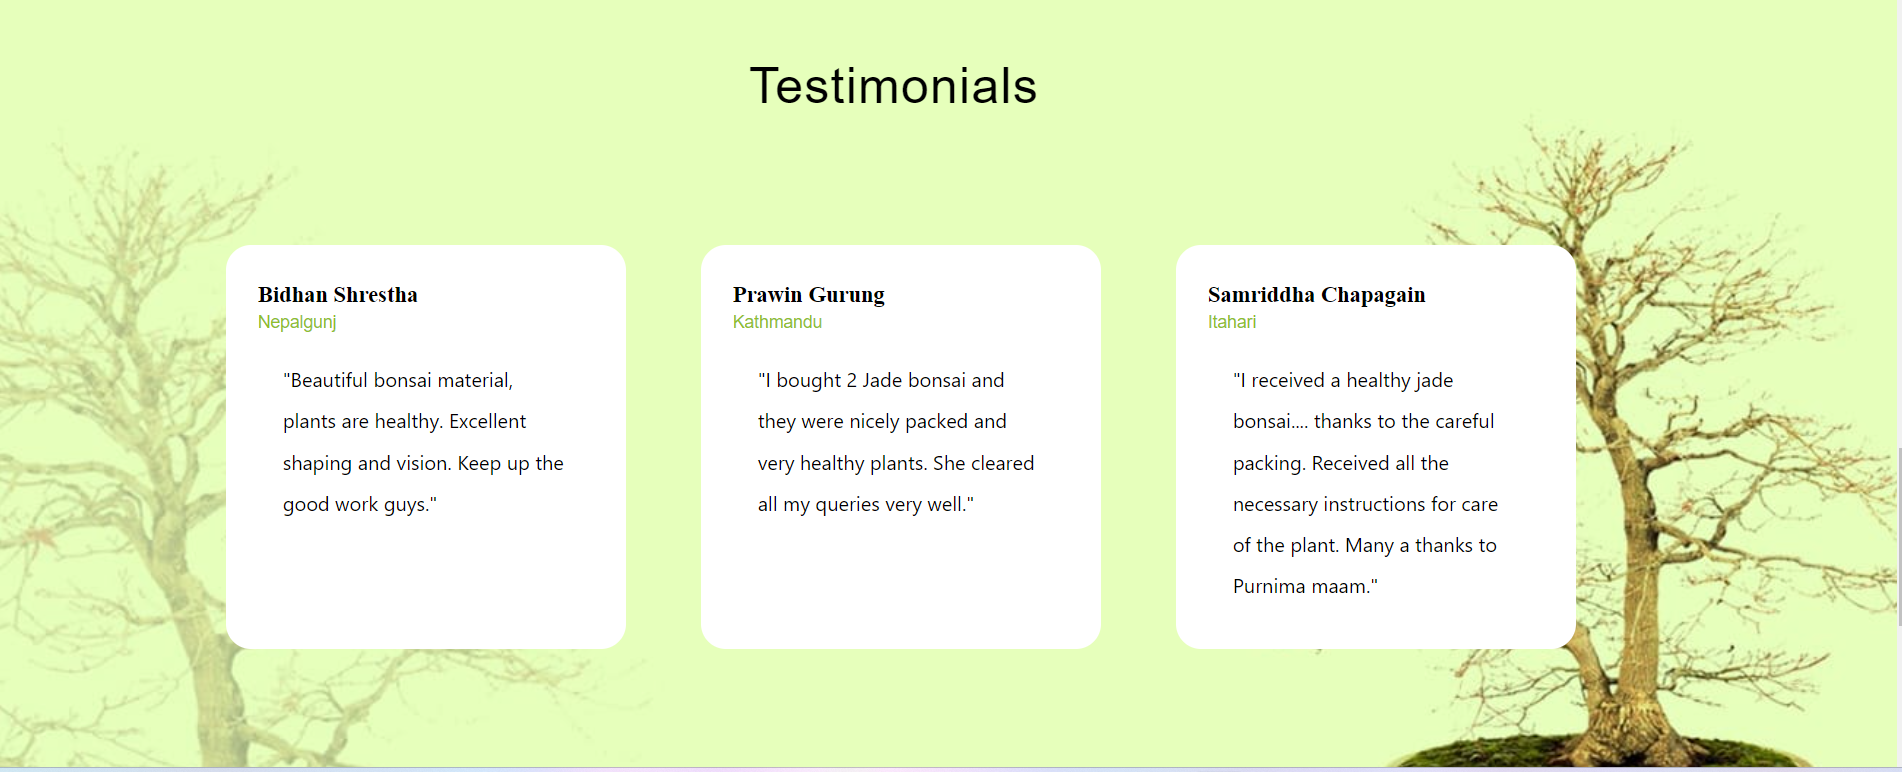 Testimonials
Bidhan Shrestha
Nepalgunj
"Beautiful bonsai material,
plants are healthy. Excellent
shaping and vision. Keep up the
good work guys."
Prawin Gurung
Kathmandu
"I bought 2 Jade bonsai and
they were nicely packed and
very healthy plants. She cleared
all my queries very well."
Samriddha Chapagain
Itahari
"I received a healthy jade
bonsai.... thanks to the careful
packing. Received all the
necessary instructions for care
of the plant. Many a thanks to
Purnima maam."